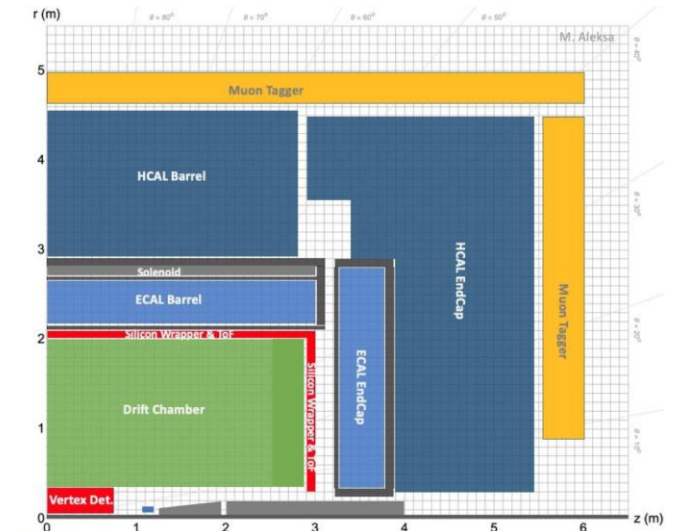 r (m)
θ = 80°
θ = 70°
θ = 60°
θ = 50°
M. Aleksa
θ = 40°
5
Muon Tagger
4
HCAL Barrel
θ = 30°
3
Solenoid
HCAL EndCap
ECAL Barrel
Muon Tagger
θ = 20°
2
Silicon Wrapper & ToF
ECAL EndCap
Silicon Wrapper & ToF
Drift Chamber
1
θ = 10°
Vertex Det.
0
0
1
2
3
4
5
6
z (m)